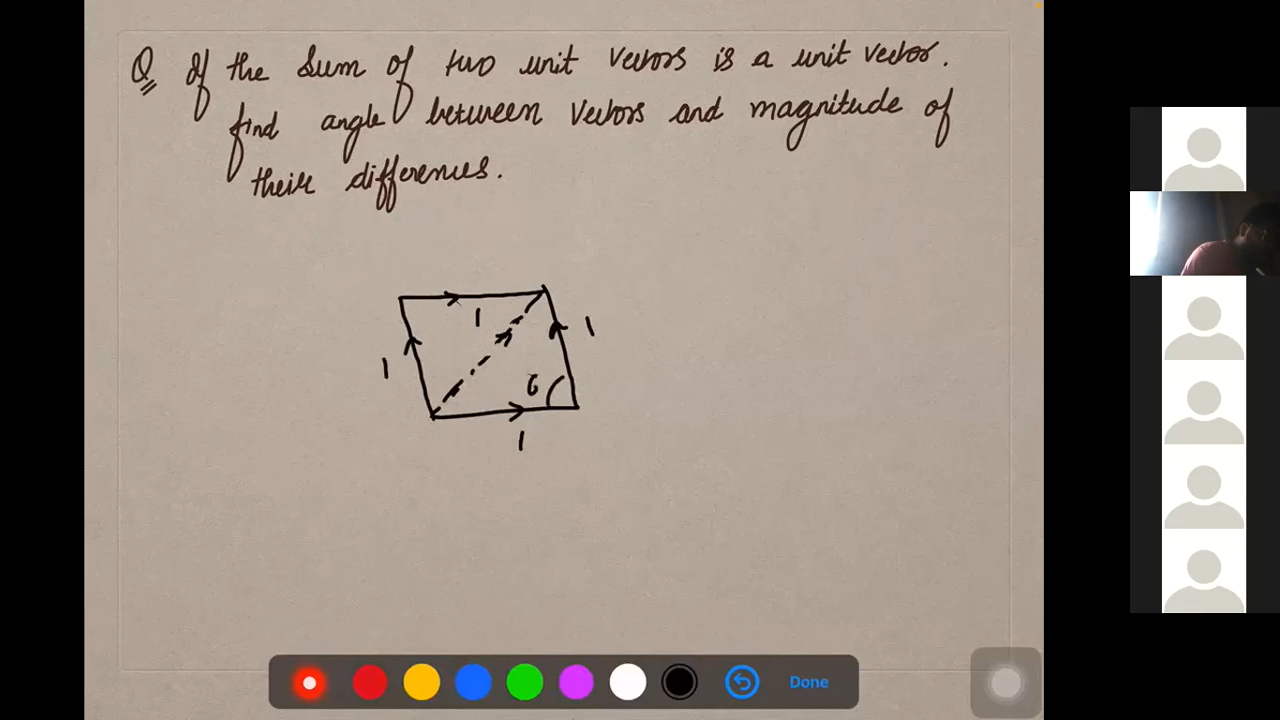 Q If the sum of two unit vectors is a unit vector.
find angle between vectors and magnitude of
their differences.
1
1
1
6
1
Done